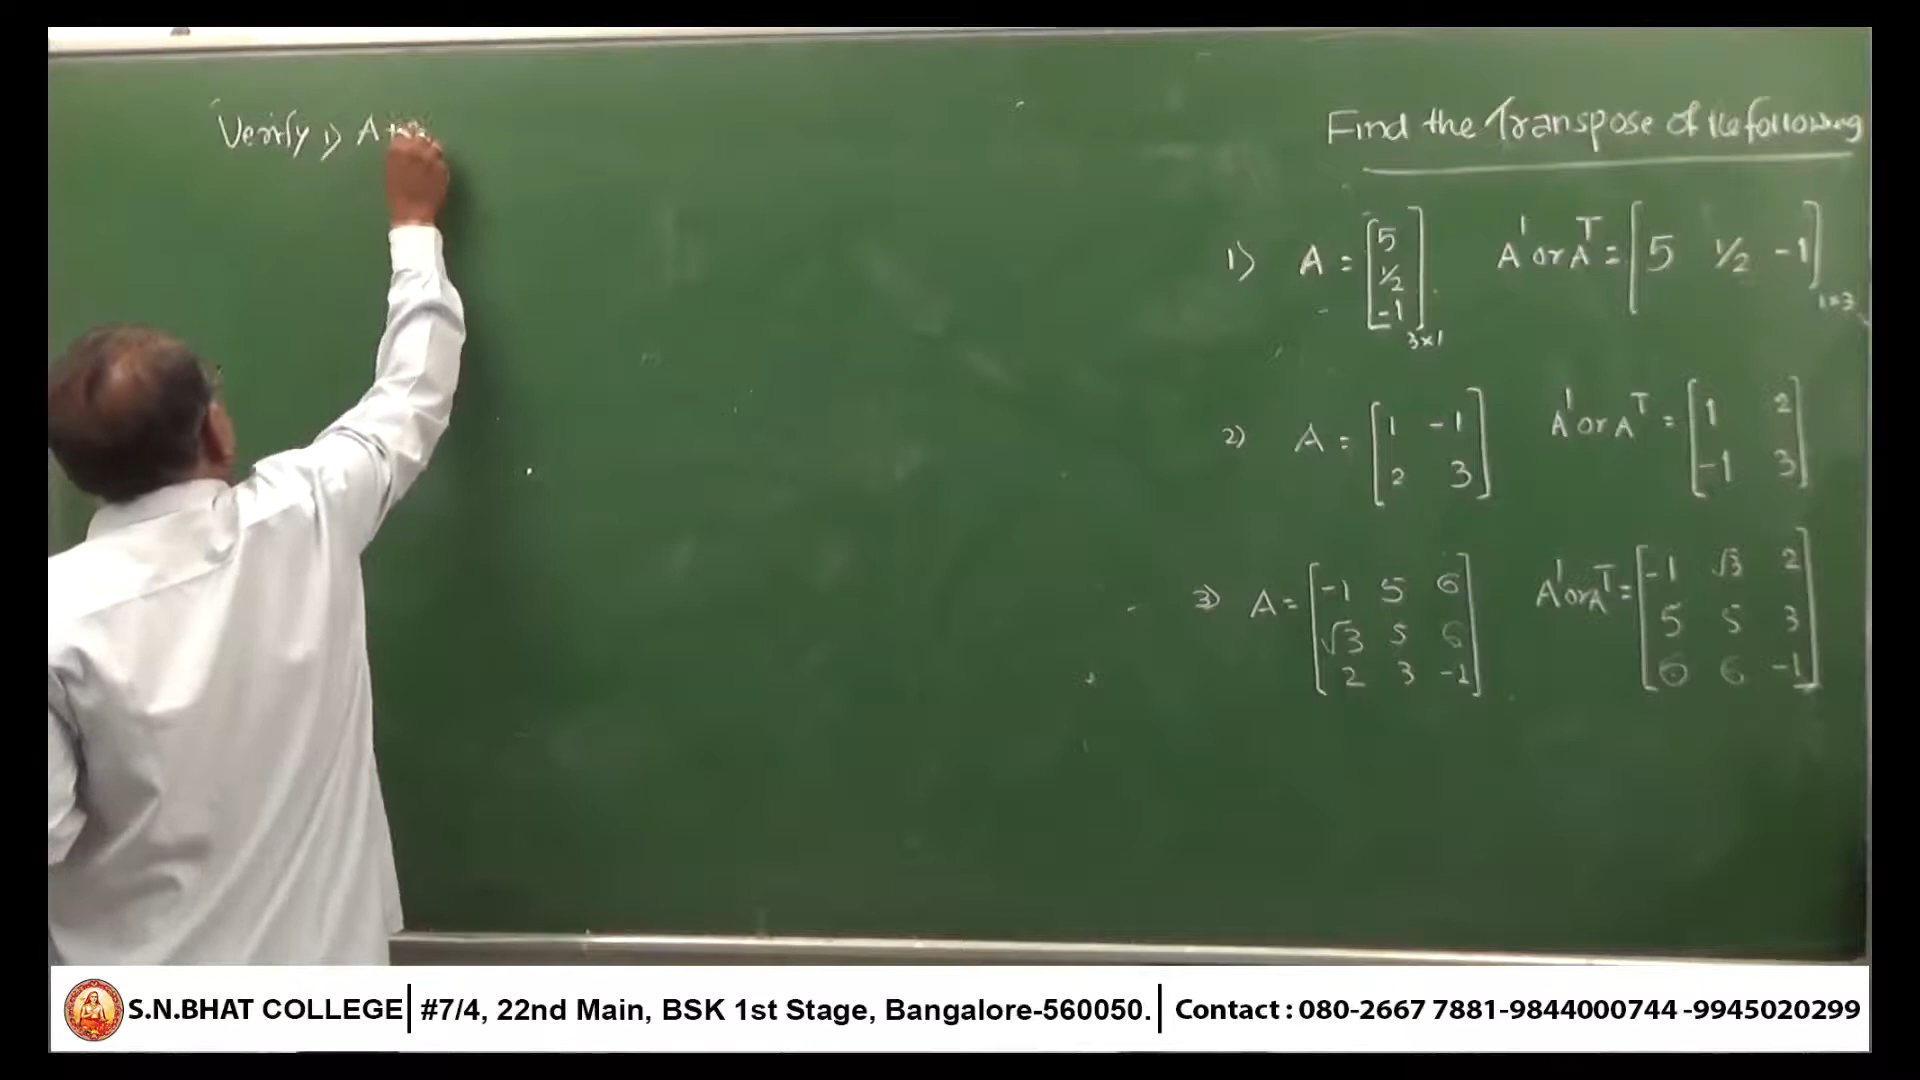 Verify 1) A +
Find the Transpose of the following
1) A = [5 1/2 -1] 3×1 A' or A^T = [5 1/2 -1] 1×3
2) A = [1 -1 A' or A^T = [1 2
2 3] -1 3]
3) A = [-1 5 6 A' or A^T = [-1 √3 2
√3 5 6 5 5 3
2 3 -1] 6 6 -1]
S.N.BHAT COLLEGE #7/4, 22nd Main, BSK 1st Stage, Bangalore-560050. Contact : 080-2667 7881-9844000744 -9945020299